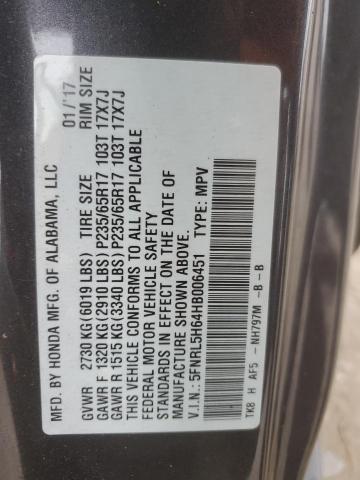 MFD. BY HONDA MFG. OF ALABAMA, LLC 01/'17
GVWR 2730 KG(6019 LBS) TIRE SIZE RIM SIZE
GAWR F 1320 KG(2910 LBS) P235/65R17 103T 17X7J
GAWR R 1515 KG(3340 LBS) P235/65R17 103T 17X7J
THIS VEHICLE CONFORMS TO ALL APPLICABLE
FEDERAL MOTOR VEHICLE SAFETY
STANDARDS IN EFFECT ON THE DATE OF
MANUFACTURE SHOWN ABOVE.
V.I.N.: 5FNRL5H64HB006451 TYPE: MPV
TK8 H AF5 - NH797M -B -B